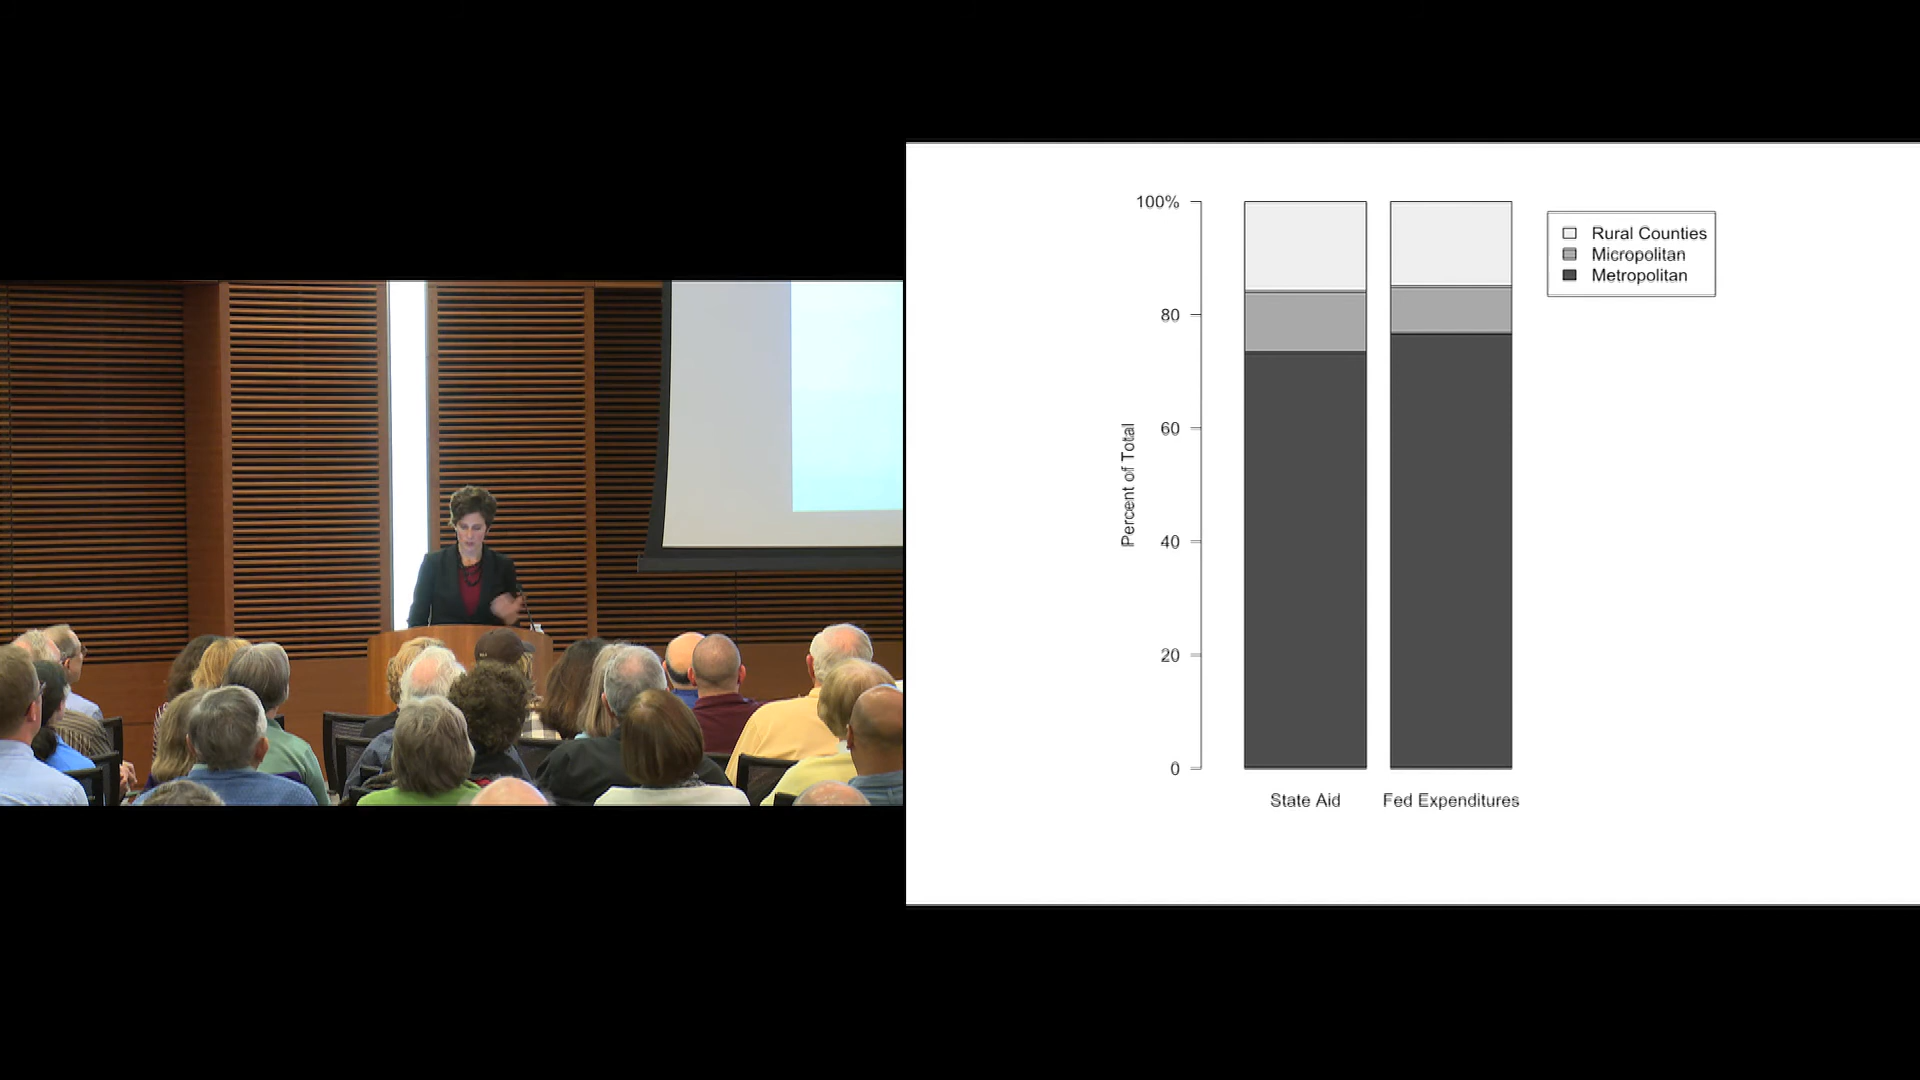 100%
80
60
40
20
0
Percent of Total
State Aid
Fed Expenditures
Rural Counties
Micropolitan
Metropolitan